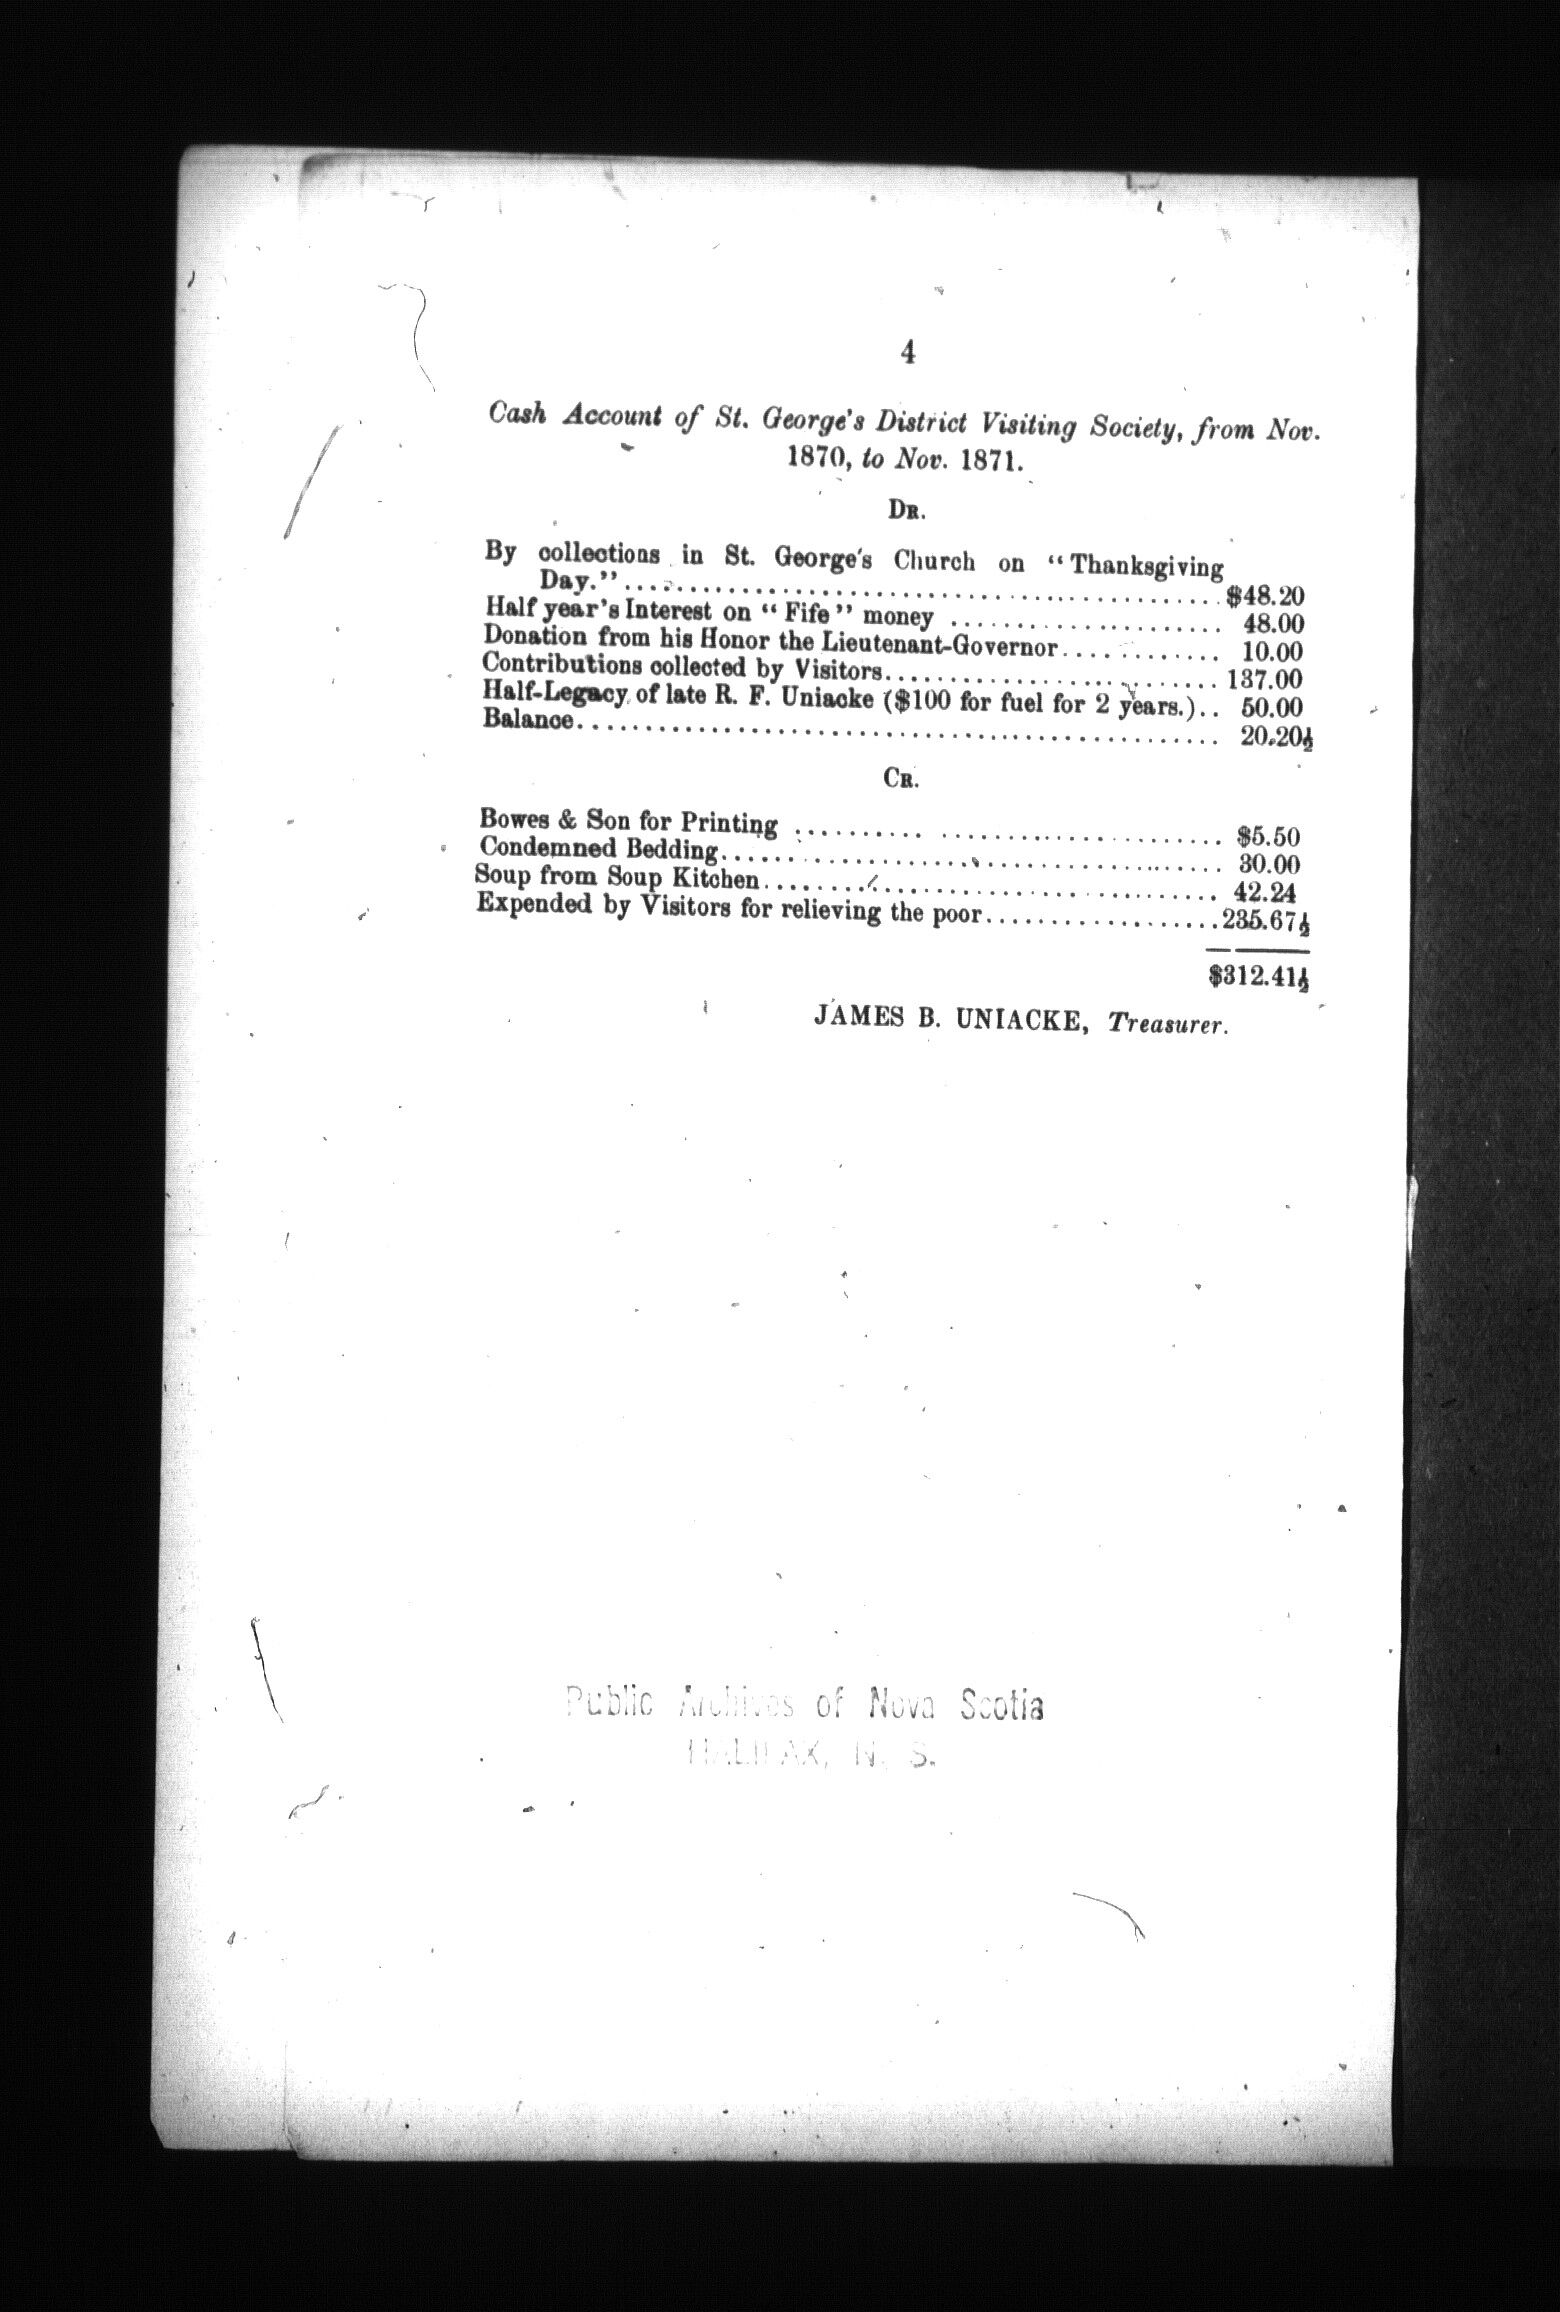 4
Cash Account of St. George's District Visiting Society, from Nov.
1870, to Nov. 1871.
DR.
By collections in St. George's Church on "Thanksgiving
Day."............................................$48.20
Half year's Interest on "Fife" money ..................... 48.00
Donation from his Honor the Lieutenant-Governor............ 10.00
Contributions collected by Visitors......................... 137.00
Half-Legacy of late R. F. Uniacke ($100 for fuel for 2 years.).. 50.00
Balance................................................ 20.20½
CR.
Bowes & Son for Printing ................................ $5.50
Condemned Bedding..................................... 30.00
Soup from Soup Kitchen.................................. 42.24
Expended by Visitors for relieving the poor..................235.67½
$312.41½
JAMES B. UNIACKE, Treasurer.
Public Archives of Nova Scotia
HALIFAX, N. S.